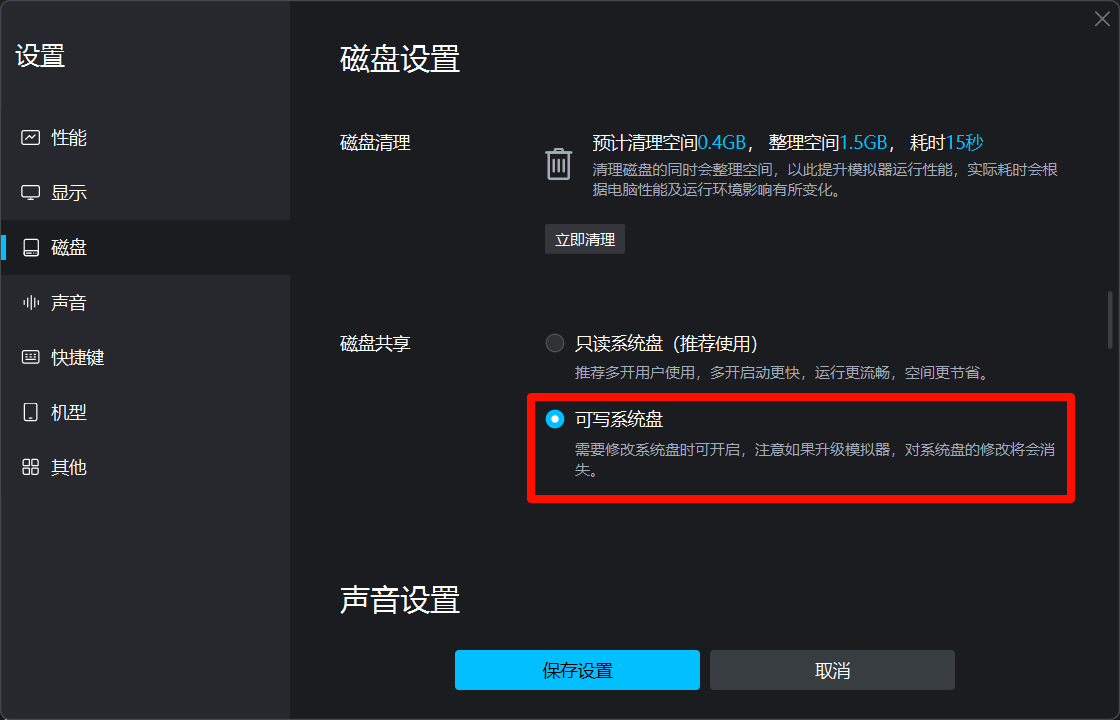 设置
性能
显示
磁盘
声音
快捷键
机型
其他
磁盘设置
磁盘清理
预计清理空间0.4GB， 整理空间1.5GB， 耗时15秒
清理磁盘的同时会整理空间，以此提升模拟器运行性能，实际耗时会根
据电脑性能及运行环境影响有所变化。
立即清理
磁盘共享
只读系统盘（推荐使用）
推荐多开用户使用，多开启动更快，运行更流畅，空间更节省。
可写系统盘
需要修改系统盘时可开启，注意如果升级模拟器，对系统盘的修改将会消
失。
声音设置
保存设置
取消